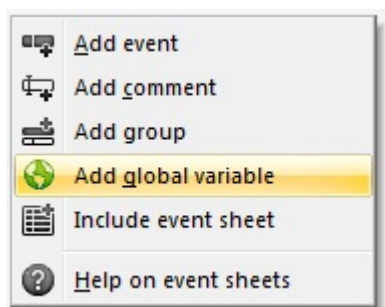 Add event
Add comment
Add group
Add global variable
Include event sheet
Help on event sheets